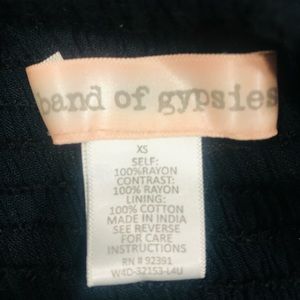 band of gypsies
XS
SELF:
100%RAYON
CONTRAST:
100% RAYON
LINING:
100% COTTON
MADE IN INDIA
SEE REVERSE
FOR CARE
INSTRUCTIONS
RN # 92391
W4D-32153-L4U